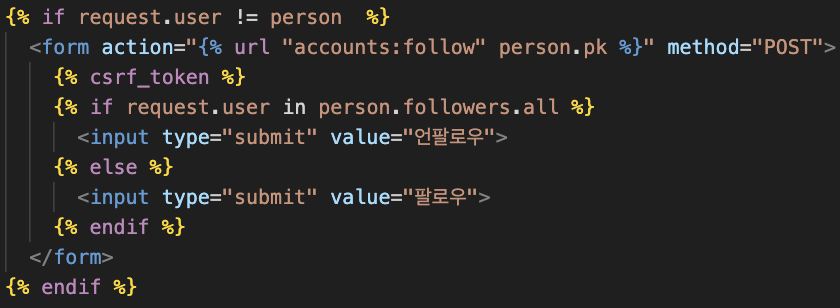 {% if request.user != person  %}
  <form action="{% url "accounts:follow" person.pk %}" method="POST">
    {% csrf_token %}
    {% if request.user in person.followers.all %}
      <input type="submit" value="언팔로우">
    {% else %}
      <input type="submit" value="팔로우">
    {% endif %}
  </form>
{% endif %}